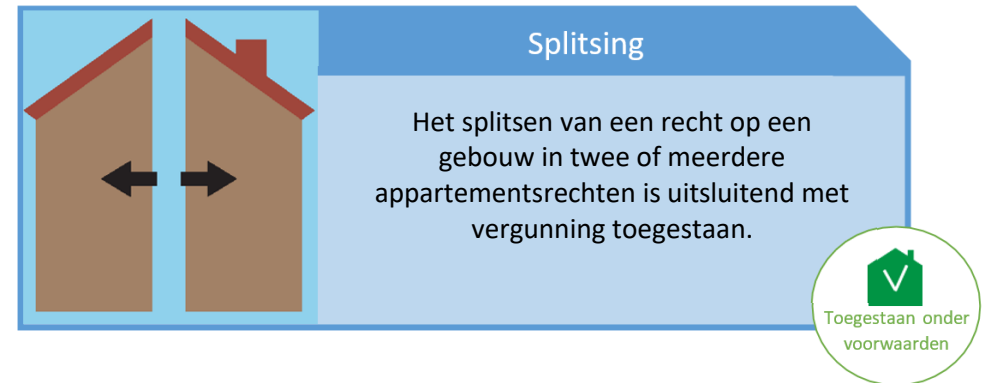 Splitsing
Het splitsen van een recht op een
gebouw in twee of meerdere
appartementsrechten is uitsluitend met
vergunning toegestaan.
Toegestaan onder
voorwaarden